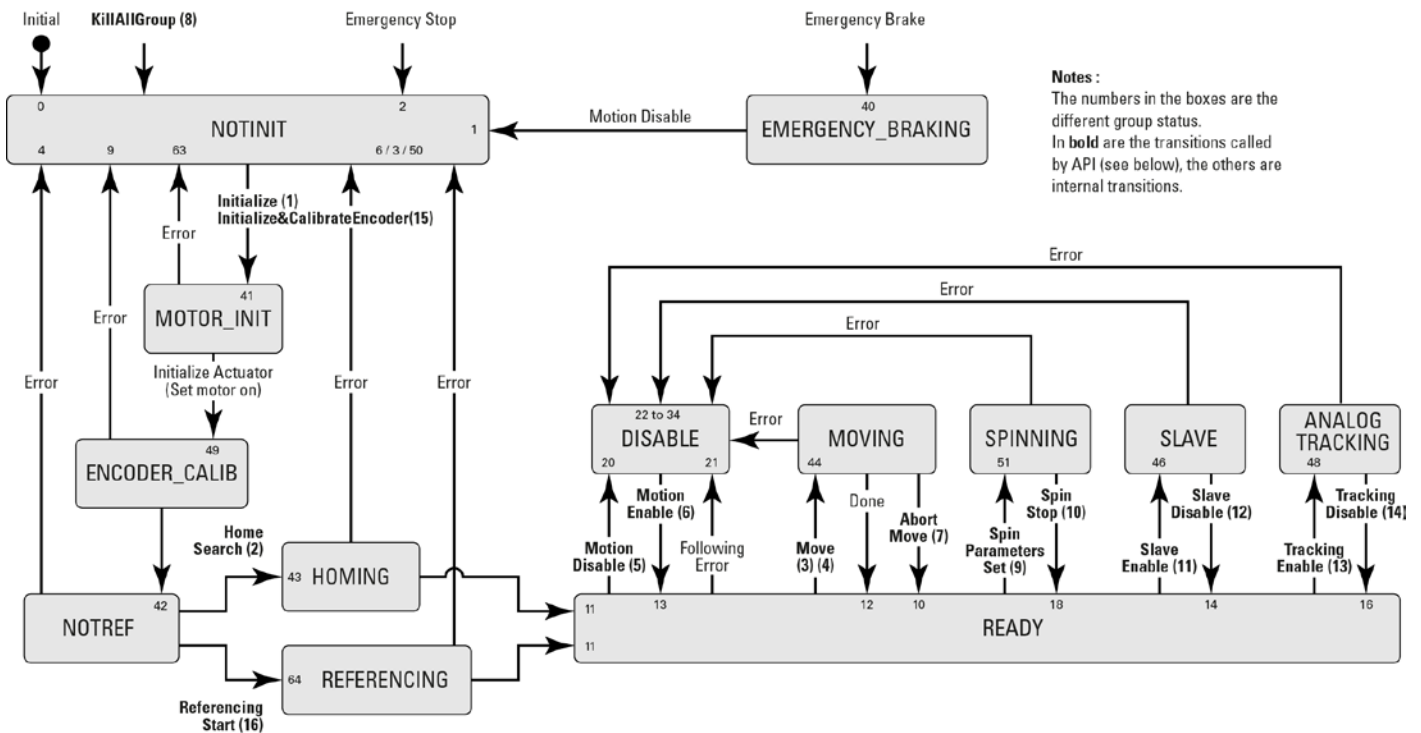 Initial
KillAllGroup (8)
Emergency Stop
Emergency Brake
0
2
NOTINIT
1
4
9
63
6 / 3 / 50
Motion Disable
40
EMERGENCY_BRAKING
Notes :
The numbers in the boxes are the
different group status.
In bold are the transitions called
by API (see below), the others are
internal transitions.
Initialize (1)
Initialize&CalibrateEncoder(15)
Error
41
MOTOR_INIT
Error
Initialize Actuator
(Set motor on)
Error
Error
Error
49
ENCODER_CALIB
Error
Error
Error
22 to 34
DISABLE
20
21
Error
MOVING
44
SPINNING
51
SLAVE
46
ANALOG
TRACKING
48
Home
Search (2)
43
HOMING
42
NOTREF
64
REFERENCING
Referencing
Start (16)
Motion
Disable (5)
Motion
Enable (6)
Following
Error
Move
(3) (4)
Done
Abort
Move (7)
Spin
Parameters
Set (9)
Spin
Stop (10)
Slave
Enable (11)
Slave
Disable (12)
Tracking
Enable (13)
Tracking
Disable (14)
11
13
12
10
18
14
16
READY
11